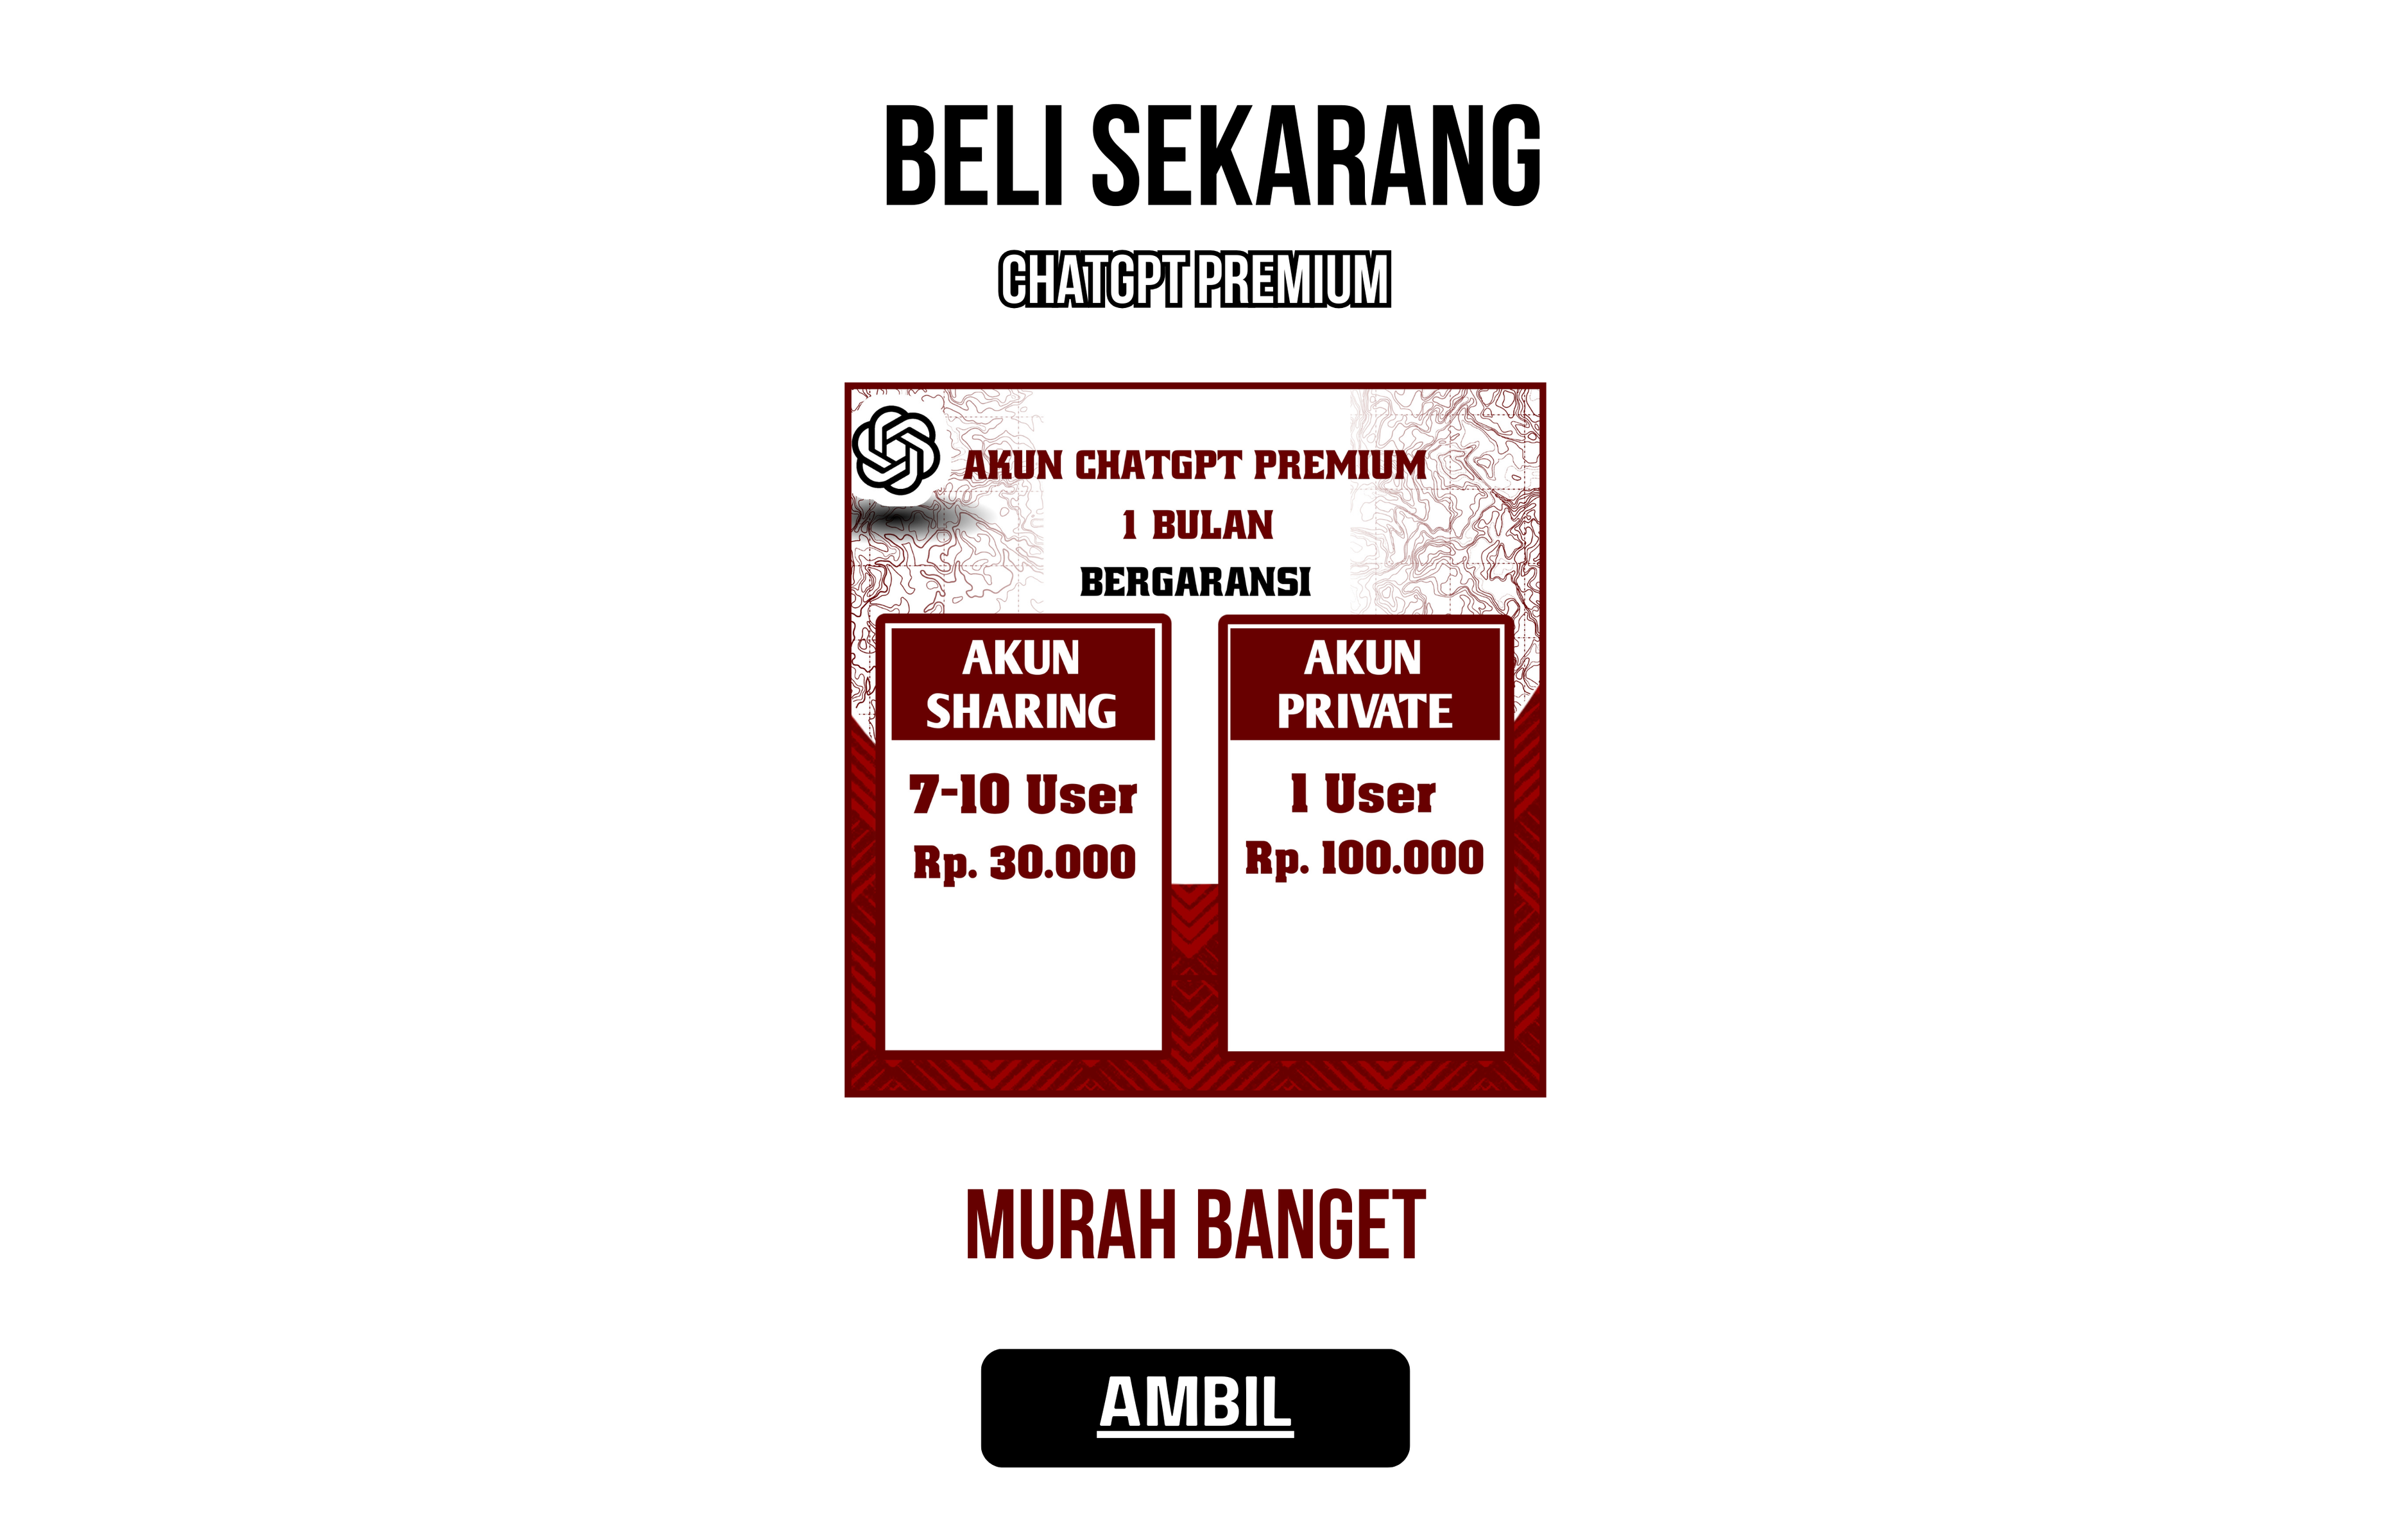 BELI SEKARANG
CHATGPT PREMIUM
AKUN CHATGPT PREMIUM
1 BULAN
BERGARANSI
AKUN
SHARING
7-10 User
Rp. 30.000
AKUN
PRIVATE
1 User
Rp. 100.000
MURAH BANGET
AMBIL